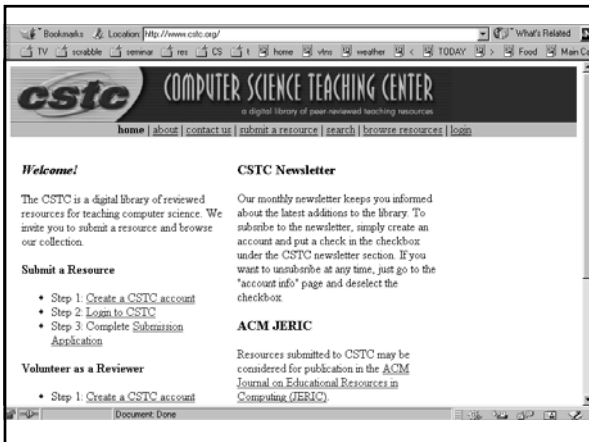 Bookmarks Location: http://www.cstc.org/ What's Related
TV scrabble seminar res CS t home vtns weather < TODAY > Food Main Ca
cstc COMPUTER SCIENCE TEACHING CENTER
a digital library of peer-reviewed teaching resources
home | about | contact us | submit a resource | search | browse resources | login
Welcome!
The CSTC is a digital library of reviewed
resources for teaching computer science. We
invite you to submit a resource and browse
our collection.
Submit a Resource
• Step 1: Create a CSTC account
• Step 2: Login to CSTC
• Step 3: Complete Submission
Application
Volunteer as a Reviewer
• Step 1: Create a CSTC account
CSTC Newsletter
Our monthly newsletter keeps you informed
about the latest additions to the library. To
subsribe to the newsletter, simply create an
account and put a check in the checkbox
under the CSTC newsletter section. If you
want to unsubsribe at any time, just go to the
"account info" page and deselect the
checkbox.
ACM JERIC
Resources submitted to CSTC may be
considered for publication in the ACM
Journal on Educational Resources in
Computing (JERIC).
Document: Done